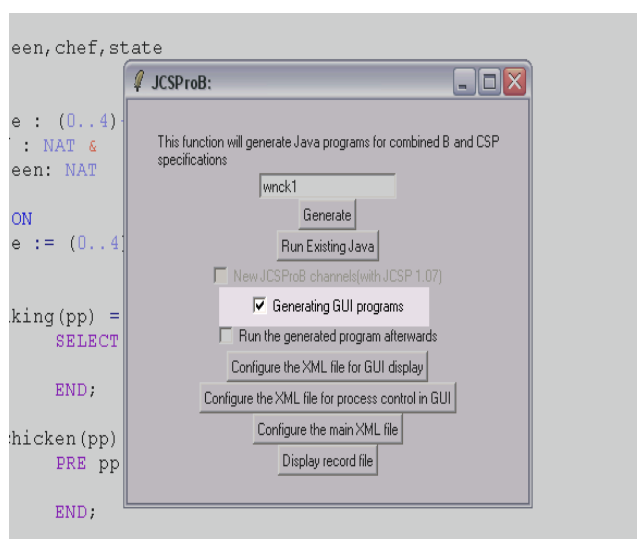 een,chef,state
JCSProB:
e : (0..4)
: NAT &
een: NAT
This function will generate Java programs for combined B and CSP
specifications
wnck1
ON
Generate
e := (0..4)
Run Existing Java
New JCSProB channels(with JCSP 1.07)
king(pp) =
Generating GUI programs
SELECT
Run the generated program afterwards
Configure the XML file for GUI display
END;
Configure the XML file for process control in GUI
Configure the main XML file
hicken(pp)
PRE pp
Display record file
END;